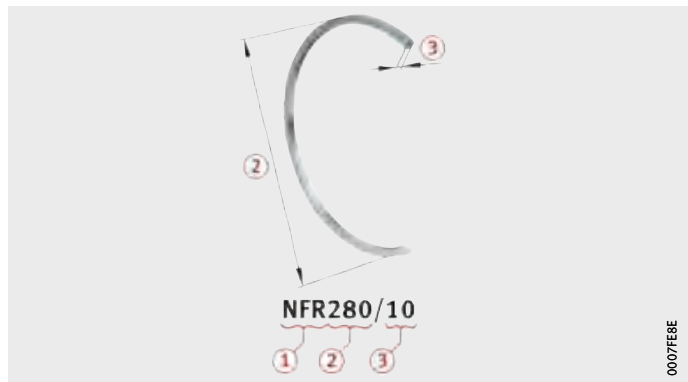 ③
②
NFR280/10
① ② ③
0007FE8E